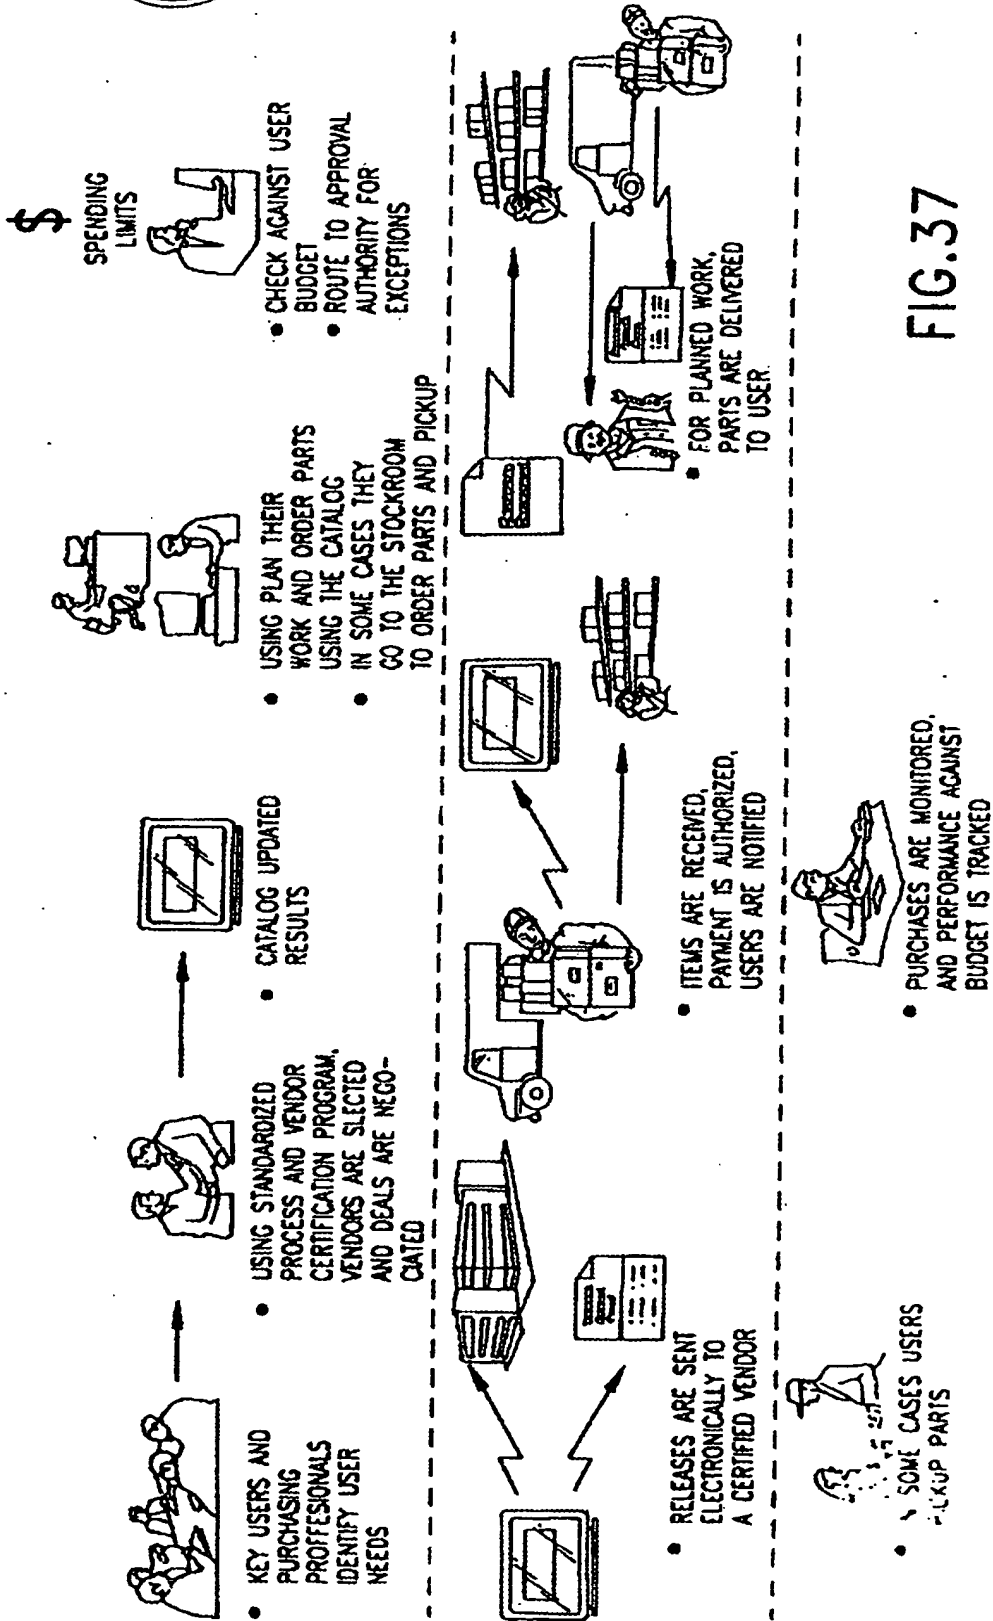 • KEY USERS AND
PURCHASING
PROFFESIONALS
IDENTIFY USER
NEEDS
• USING STANDARDIZED
PROCESS AND VENDOR
CERTIFICATION PROGRAM,
VENDORS ARE SLECTED
AND DEALS ARE NEGO-
CIATED
• CATALOG UPDATED
RESULTS
• USING PLAN THEIR
WORK AND ORDER PARTS
USING THE CATALOG
• IN SOME CASES THEY
GO TO THE STOCKROOM
TO ORDER PARTS AND PICKUP
$
SPENDING
LIMITS
• CHECK AGAINST USER
BUDGET
• ROUTE TO APPROVAL
AUTHORITY FOR
EXCEPTIONS
• RELEASES ARE SENT
ELECTRONICALLY TO
A CERTIFIED VENDOR
• ITEMS ARE RECEIVED,
PAYMENT IS AUTHORIZED,
USERS ARE NOTIFIED
• FOR PLANNED WORK,
PARTS ARE DELIVERED
TO USER.
• SOME CASES USERS
PICKUP PARTS
• PURCHASES ARE MONITORED,
AND PERFORMANCE AGAINST
BUDGET IS TRACKED
FIG.37